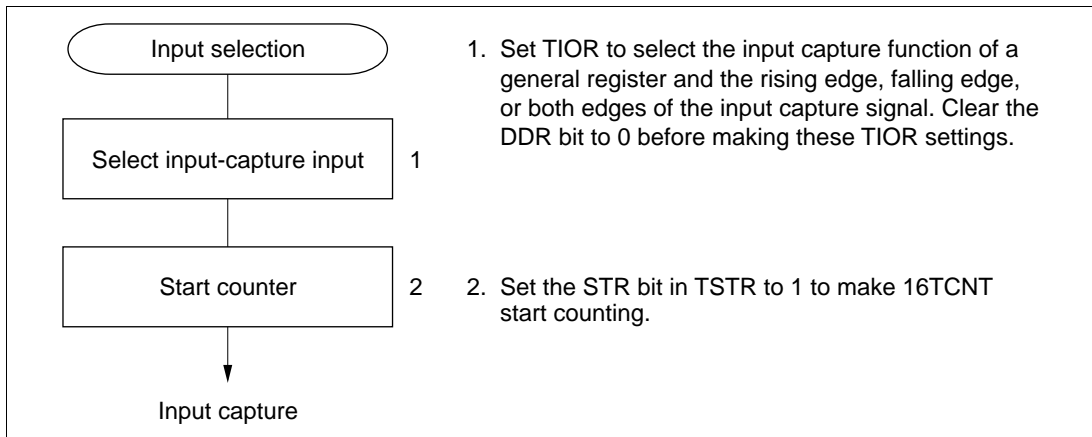 Input selection
1. Set TIOR to select the input capture function of a
general register and the rising edge, falling edge,
or both edges of the input capture signal. Clear the
DDR bit to 0 before making these TIOR settings.
Select input-capture input 1
Start counter 2
2. Set the STR bit in TSTR to 1 to make 16TCNT
start counting.
Input capture